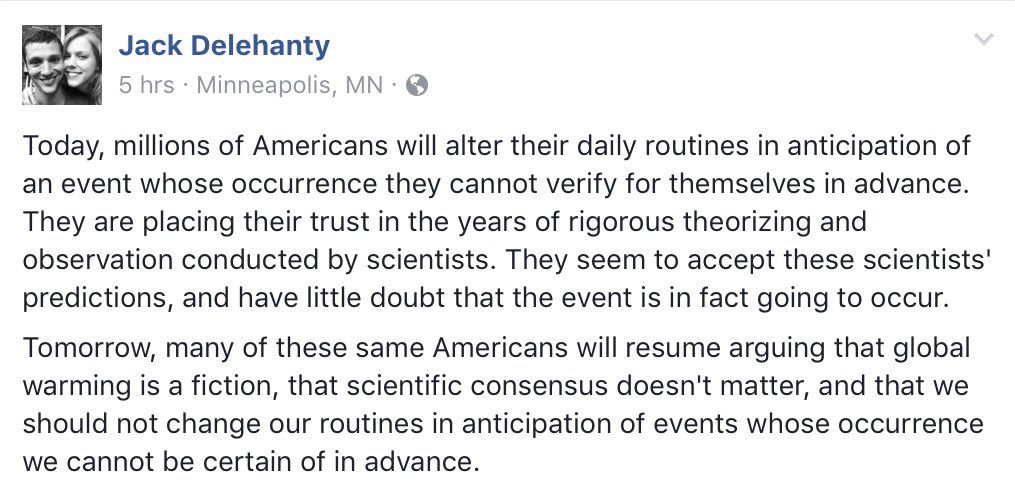 Jack Delehanty
5 hrs · Minneapolis, MN ·
Today, millions of Americans will alter their daily routines in anticipation of
an event whose occurrence they cannot verify for themselves in advance.
They are placing their trust in the years of rigorous theorizing and
observation conducted by scientists. They seem to accept these scientists'
predictions, and have little doubt that the event is in fact going to occur.
Tomorrow, many of these same Americans will resume arguing that global
warming is a fiction, that scientific consensus doesn't matter, and that we
should not change our routines in anticipation of events whose occurrence
we cannot be certain of in advance.